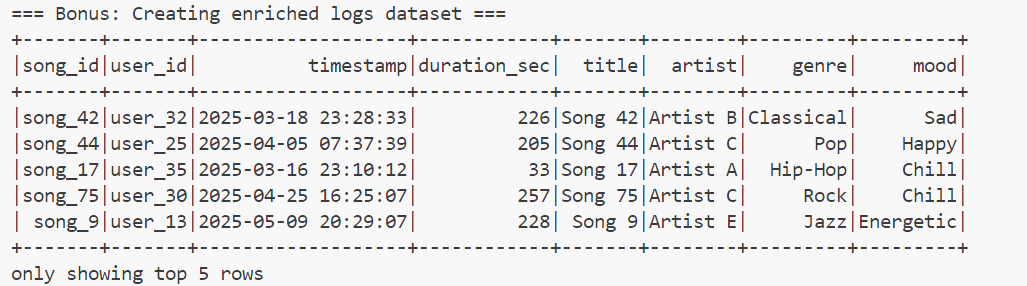 === Bonus: Creating enriched logs dataset ===
+-------+-------+-------------------+------------+-------+--------+---------+---------+
|song_id|user_id|          timestamp|duration_sec|  title|  artist|    genre|     mood|
+-------+-------+-------------------+------------+-------+--------+---------+---------+
|song_42|user_32|2025-03-18 23:28:33|         226|Song 42|Artist B|Classical|      Sad|
|song_44|user_25|2025-04-05 07:37:39|         205|Song 44|Artist C|      Pop|    Happy|
|song_17|user_35|2025-03-16 23:10:12|          33|Song 17|Artist A|  Hip-Hop|    Chill|
|song_75|user_30|2025-04-25 16:25:07|         257|Song 75|Artist C|     Rock|    Chill|
| song_9|user_13|2025-05-09 20:29:07|         228| Song 9|Artist E|     Jazz|Energetic|
+-------+-------+-------------------+------------+-------+--------+---------+---------+
only showing top 5 rows